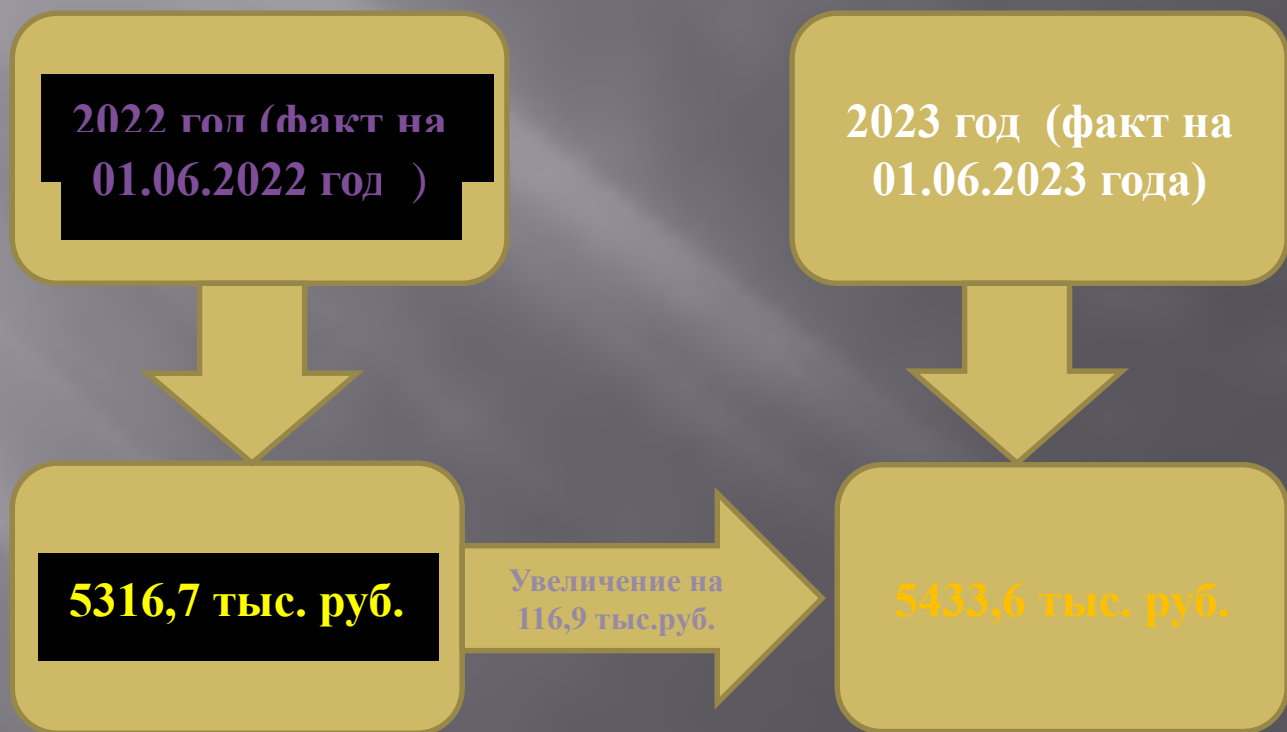 2022 год (факт на
01.06.2022 год )
2023 год (факт на
01.06.2023 года)
5316,7 тыс. руб.
Увеличение на
116,9 тыс.руб.
5433,6 тыс. руб.